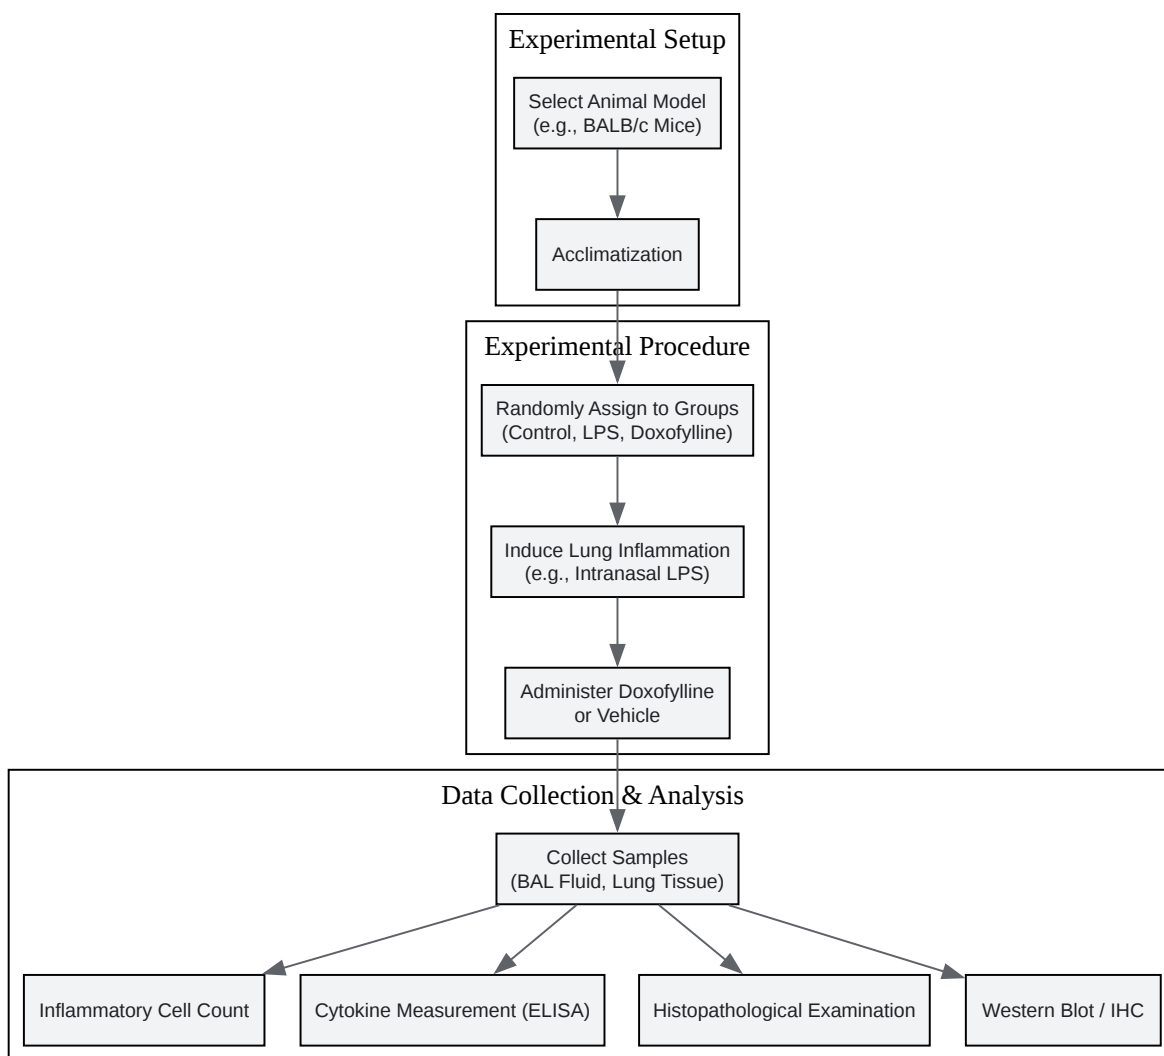 Experimental Setup
Select Animal Model
(e.g., BALB/c Mice)
Acclimatization
Experimental Procedure
Randomly Assign to Groups
(Control, LPS, Doxofylline)
Induce Lung Inflammation
(e.g., Intranasal LPS)
Administer Doxofylline
or Vehicle
Data Collection & Analysis
Collect Samples
(BAL Fluid, Lung Tissue)
Inflammatory Cell Count
Cytokine Measurement (ELISA)
Histopathological Examination
Western Blot / IHC